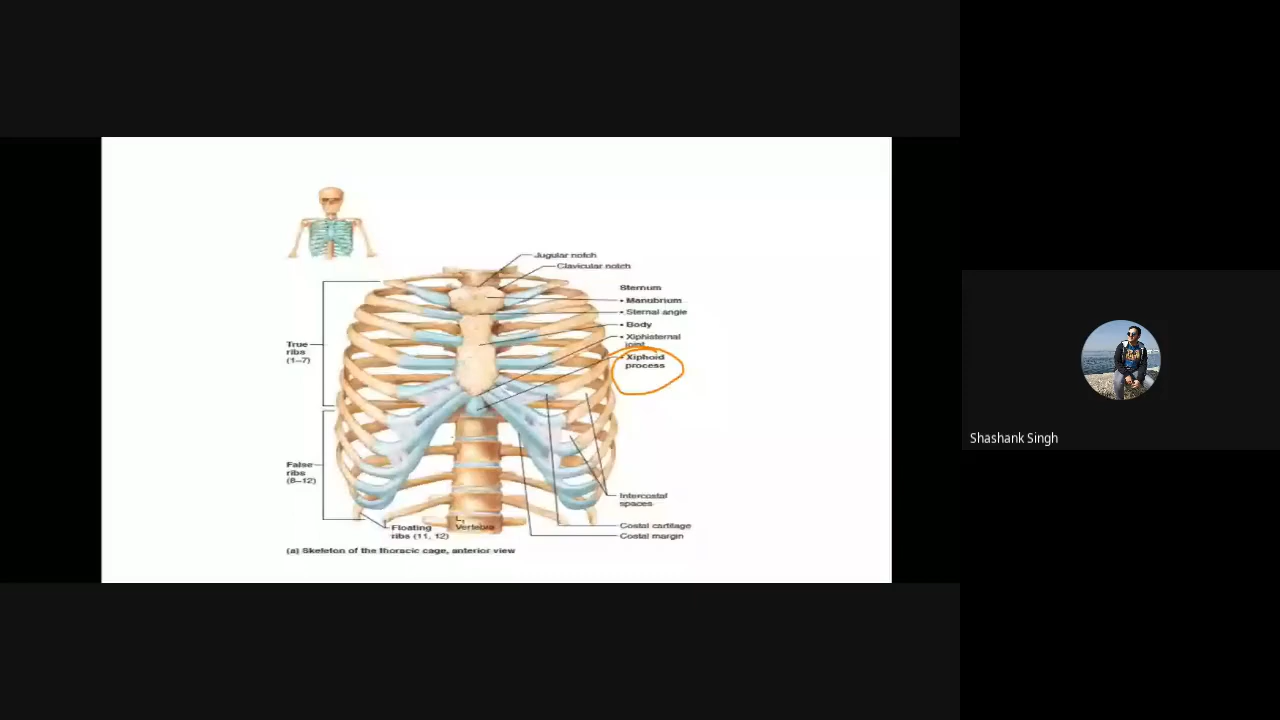 Jugular notch
Clavicular notch
Sternum
• Manubrium
• Sternal angle
• Body
• Xiphisternal
joint
• Xiphoid
process
True
ribs
(1–7)
False
ribs
(8–12)
Intercostal
spaces
L₁
Vertebra
Floating
ribs (11, 12)
Costal cartilage
Costal margin
(a) Skeleton of the thoracic cage, anterior view
Shashank Singh